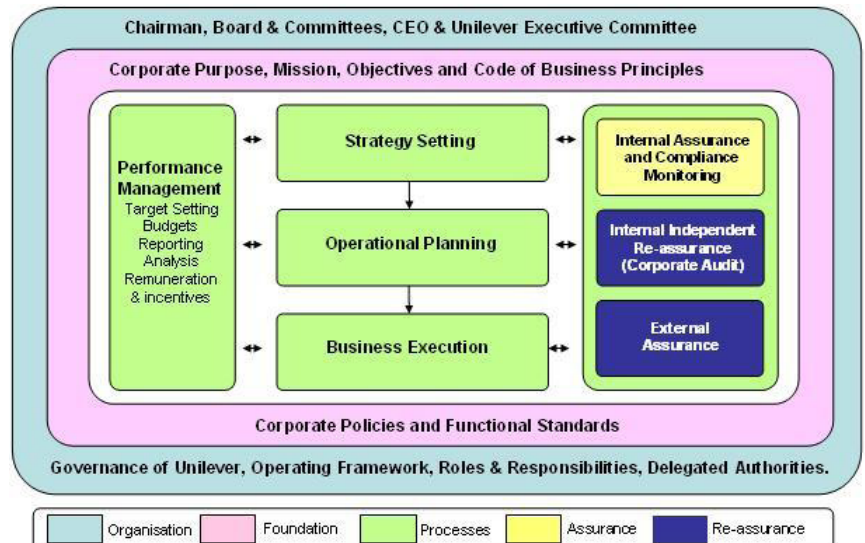 Chairman, Board & Committees, CEO & Unilever Executive Committee
Corporate Purpose, Mission, Objectives and Code of Business Principles
Performance
Management
Target Setting
Budgets
Reporting
Analysis
Remuneration
& incentives
Strategy Setting
Operational Planning
Business Execution
Internal Assurance
and Compliance
Monitoring
Internal Independent
Re-assurance
(Corporate Audit)
External
Assurance
Corporate Policies and Functional Standards
Governance of Unilever, Operating Framework, Roles & Responsibilities, Delegated Authorities.
Organisation
Foundation
Processes
Assurance
Re-assurance